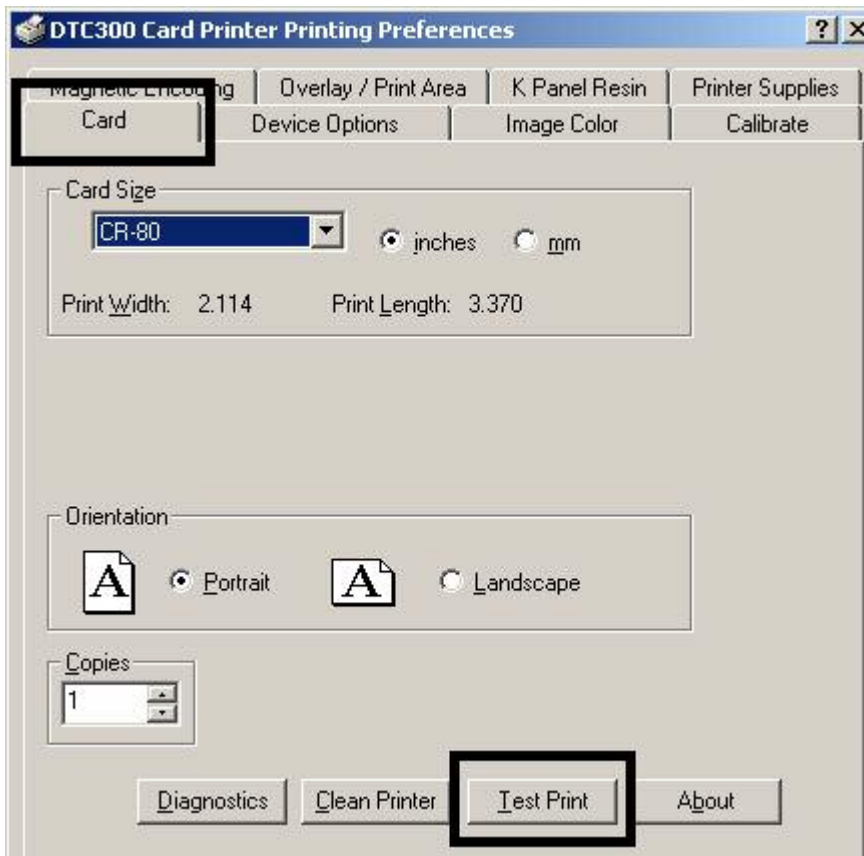 DTC300 Card Printer Printing Preferences
Magnetic Encoding Overlay / Print Area K Panel Resin Printer Supplies
Card Device Options Image Color Calibrate
Card Size
CR-80 inches mm
Print Width: 2.114 Print Length: 3.370
Orientation
A Portrait A Landscape
Copies
1
Diagnostics Clean Printer Test Print About